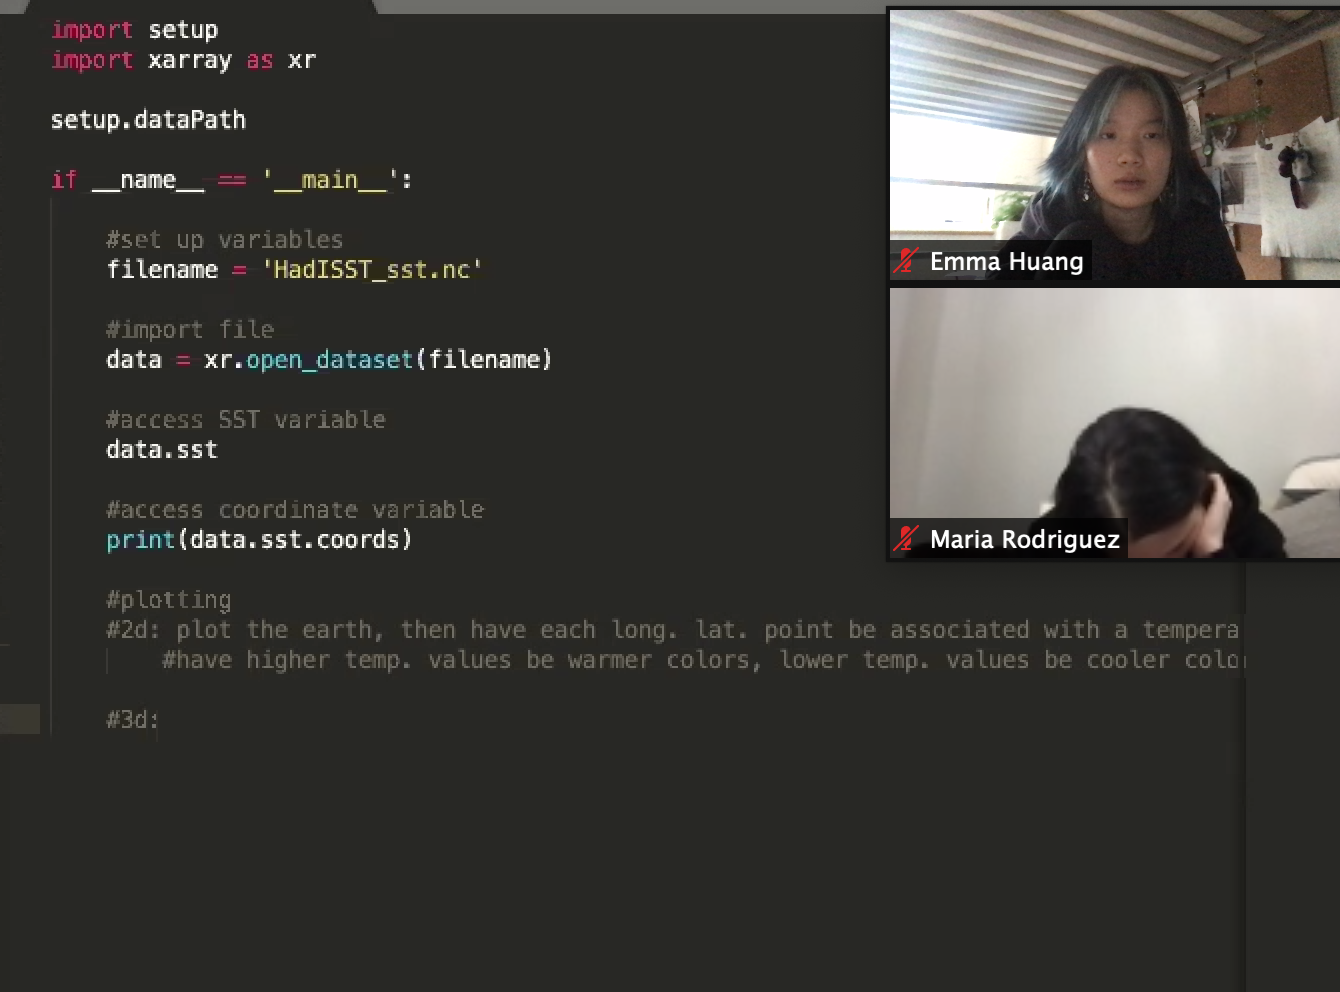 import setup
import xarray as xr
setup.dataPath
if __name__ == '__main__':
#set up variables
filename = 'HadISST_sst.nc'
#import file
data = xr.open_dataset(filename)
#access SST variable
data.sst
#access coordinate variable
print(data.sst.coords)
#plotting
#2d: plot the earth, then have each long. lat. point be associated with a tempera
#have higher temp. values be warmer colors, lower temp. values be cooler colo
#3d:
Emma Huang
Maria Rodriguez